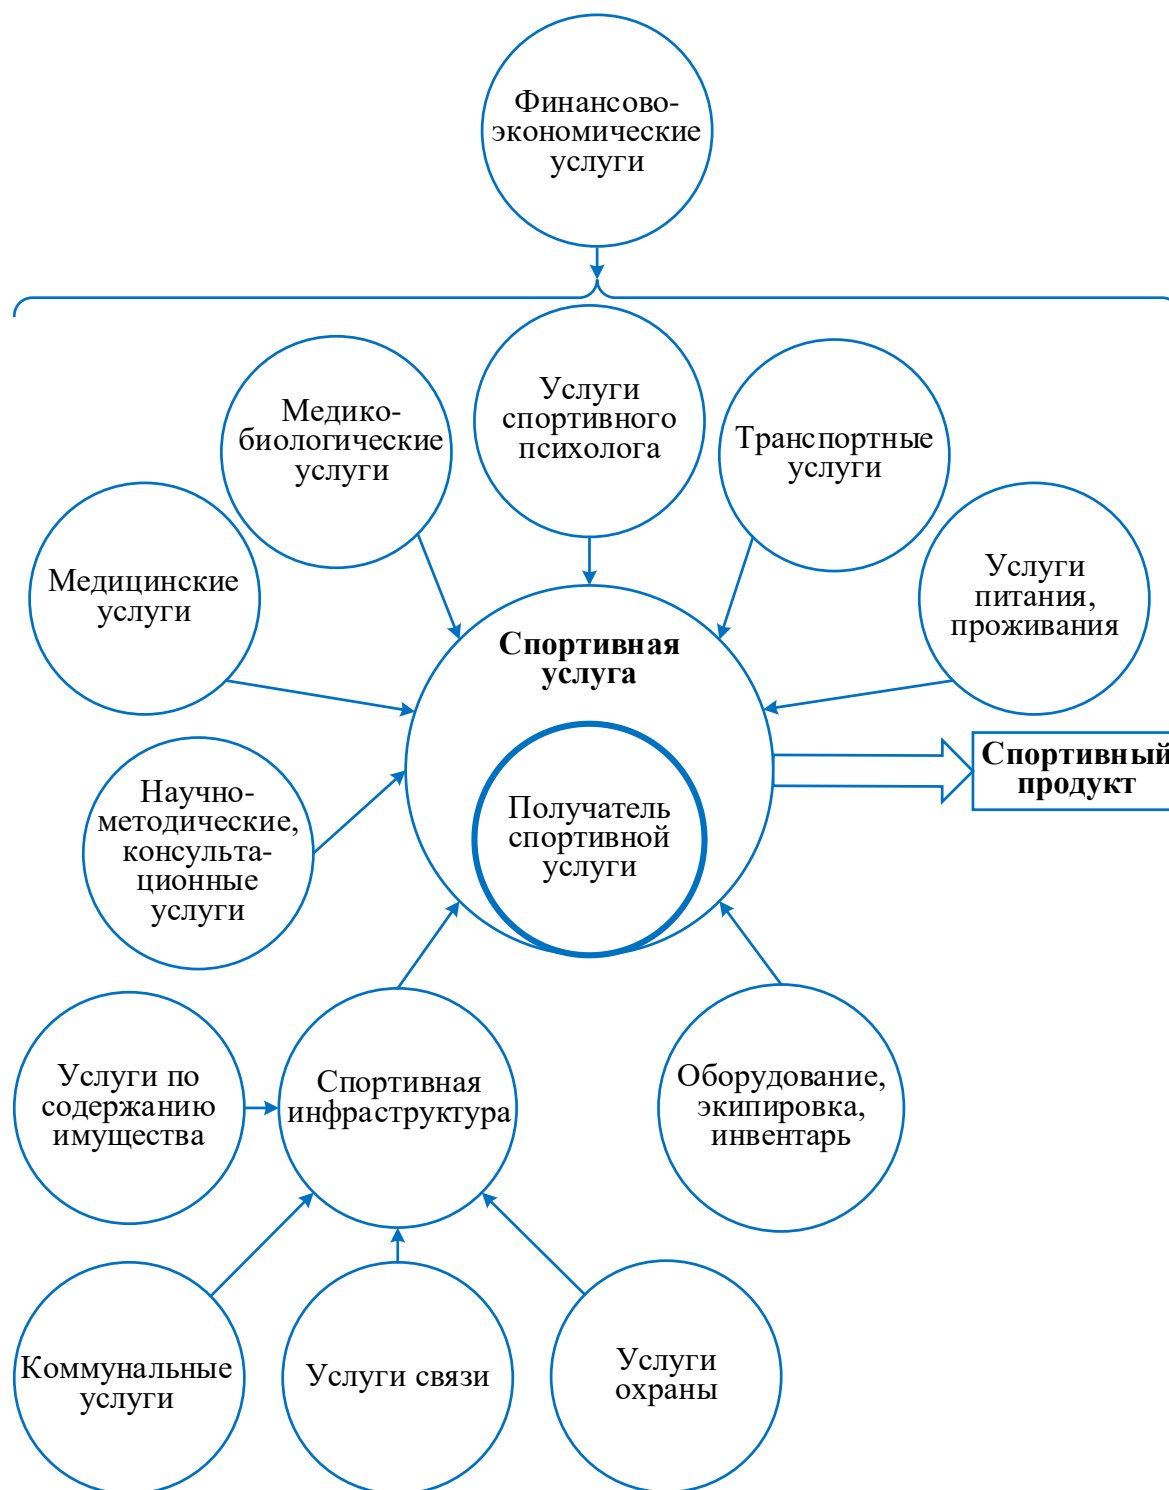 Финансово-
экономические
услуги
Услуги
спортивного
психолога
Медико-
биологические
услуги
Транспортные
услуги
Медицинские
услуги
Услуги
питания,
проживания
Спортивная
услуга
Спортивный
продукт
Научно-
методические,
консульта-
ционные
услуги
Получатель
спортивной
услуги
Услуги по
содержанию
имущества
Спортивная
инфраструктура
Оборудование,
экипировка,
инвентарь
Коммунальные
услуги
Услуги связи
Услуги
охраны